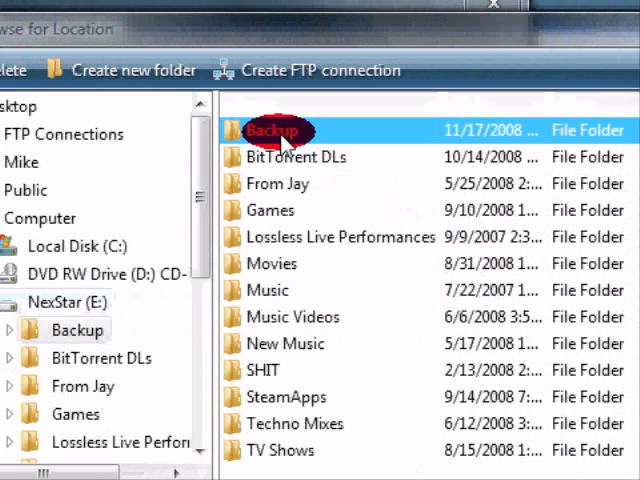 wse for Location
elete Create new folder Create FTP connection
sktop
FTP Connections
Mike
Public
Computer
Local Disk (C:)
DVD RW Drive (D:) CD-
NexStar (E:)
Backup
BitTorrent DLs
From Jay
Games
Lossless Live Perforn
Backup 11/17/2008 ... File Folder
BitTorrent DLs 10/14/2008 ... File Folder
From Jay 5/25/2008 2:... File Folder
Games 9/10/2008 1... File Folder
Lossless Live Performances 9/9/2007 2:3... File Folder
Movies 8/31/2008 1... File Folder
Music 7/22/2007 1... File Folder
Music Videos 6/6/2008 3:5... File Folder
New Music 5/17/2008 1... File Folder
SHIT 2/13/2008 2:... File Folder
SteamApps 9/14/2008 7:... File Folder
Techno Mixes 6/12/2008 3:... File Folder
TV Shows 8/15/2008 1:... File Folder